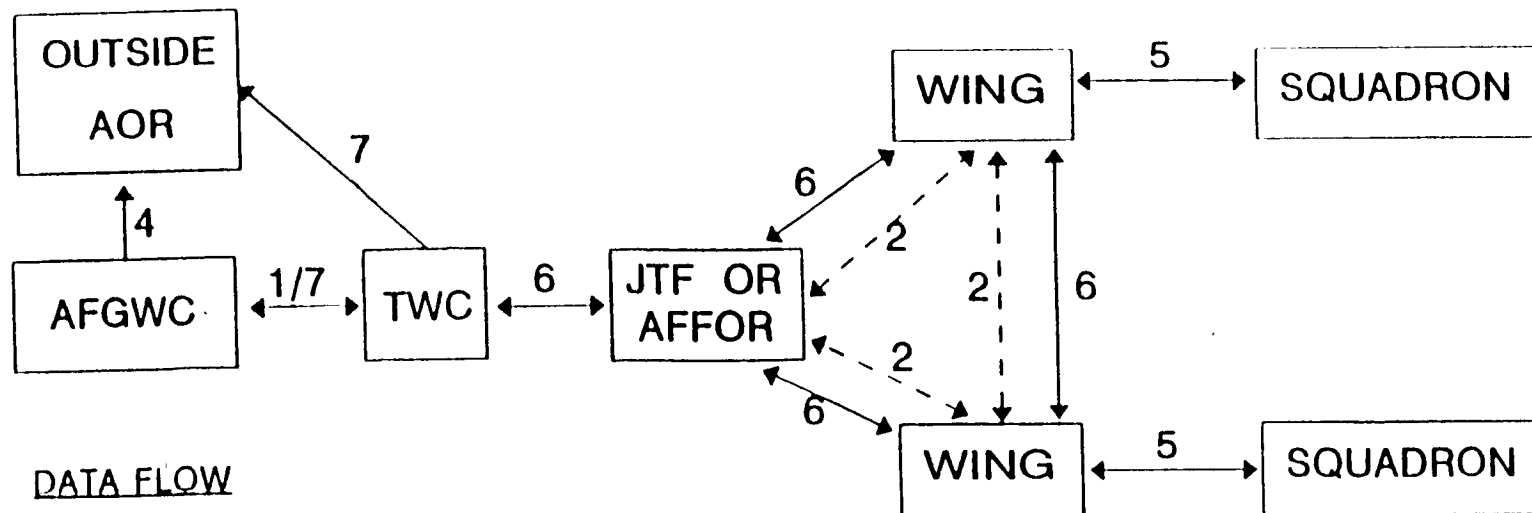 OUTSIDE
AOR
7
4
AFGWC
1/7
TWC
6
JTF OR
AFFOR
6
2
2
6
WING
5
SQUADRON
2
6
WING
5
SQUADRON
DATA FLOW